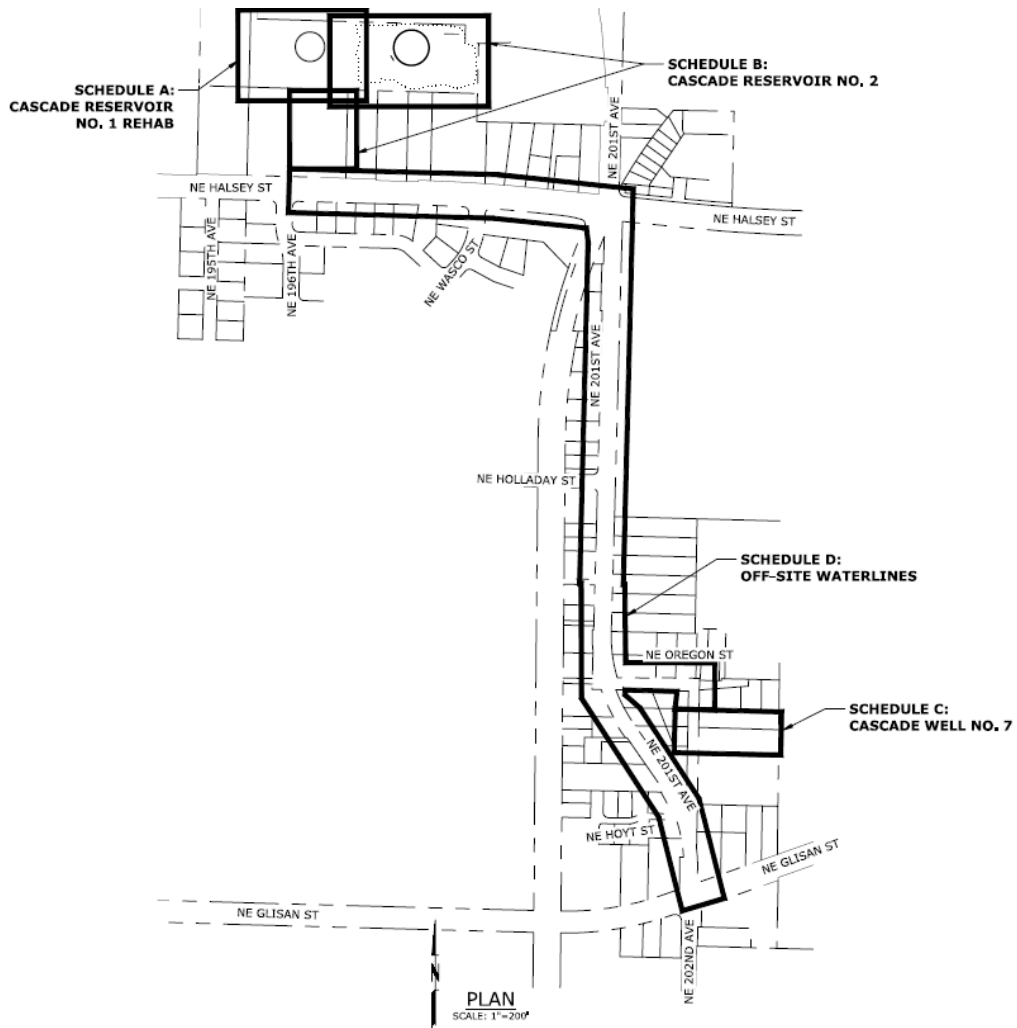 SCHEDULE A:
CASCADE RESERVOIR
NO. 1 REHAB
SCHEDULE B:
CASCADE RESERVOIR NO. 2
NE 201ST AVE
NE HALSEY ST
NE HALSEY ST
NE 195TH AVE
NE 196TH AVE
NE WASCO ST
NE 201ST AVE
NE HOLLADAY ST
SCHEDULE D:
OFF-SITE WATERLINES
NE OREGON ST
SCHEDULE C:
CASCADE WELL NO. 7
NE 201ST AVE
NE HOYT ST
NE GLISAN ST
NE GLISAN ST
NE 202ND AVE
N
PLAN
SCALE: 1"=200'